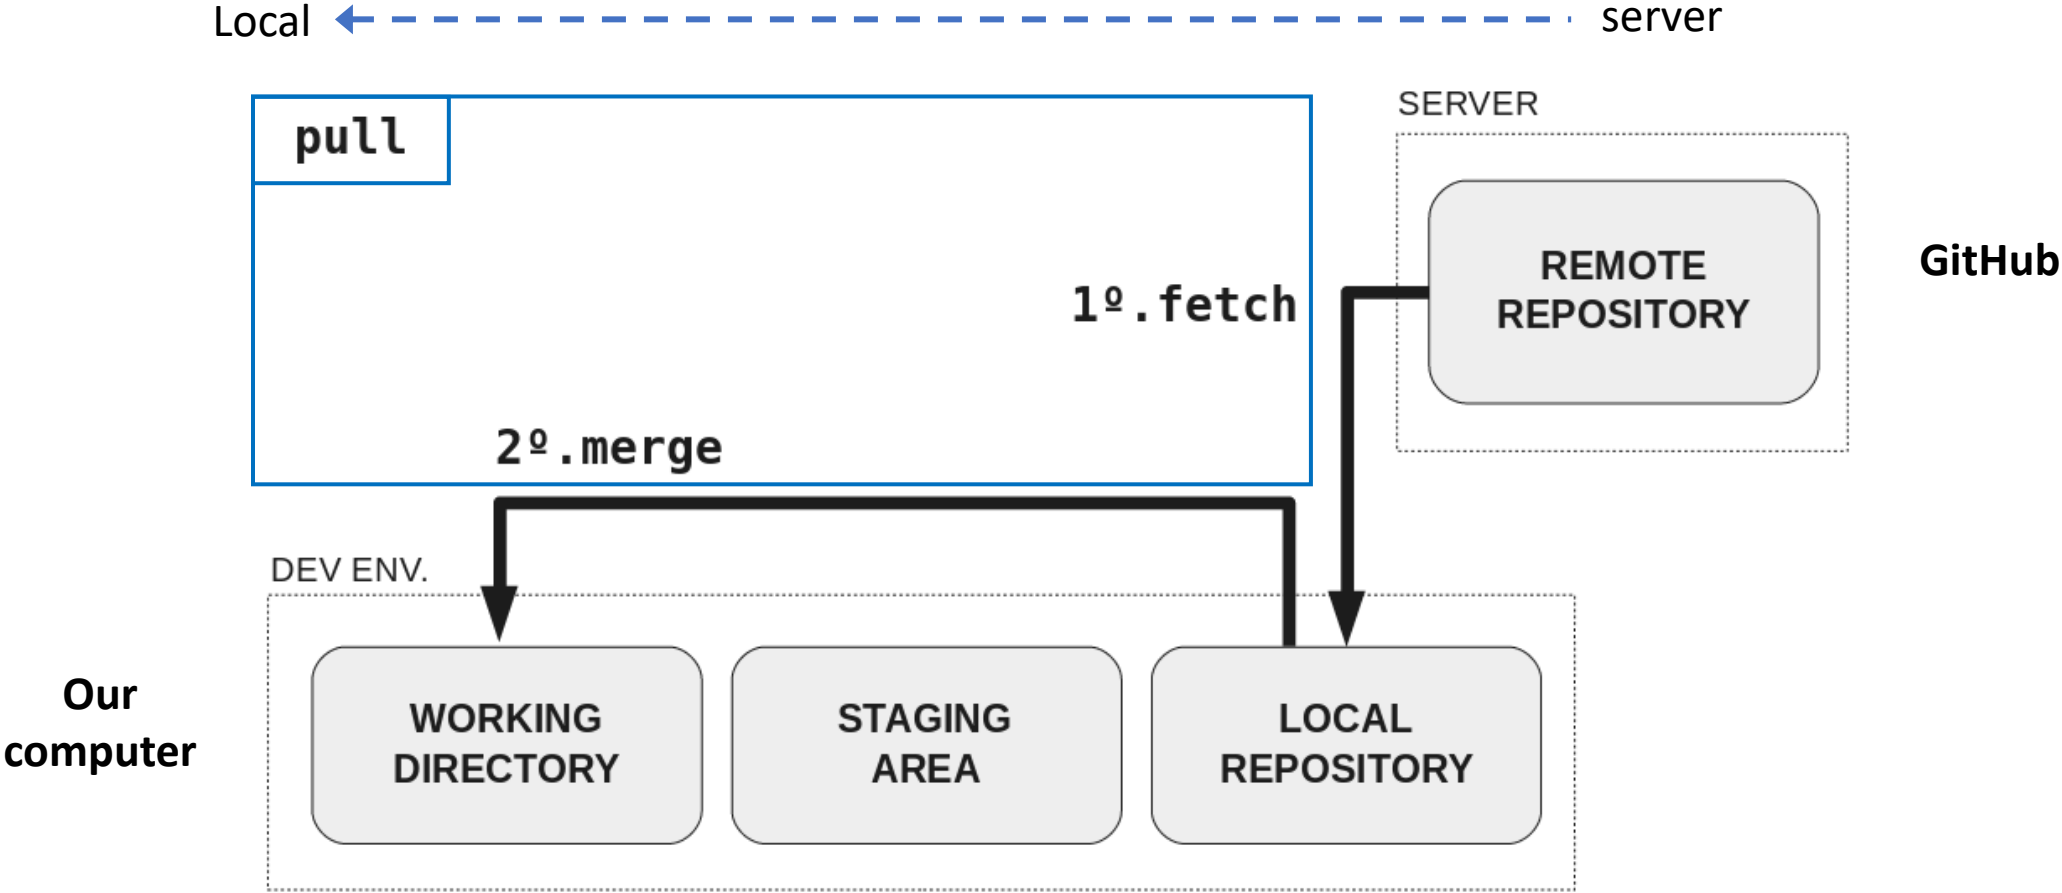 Local
server
pull
SERVER
REMOTE
REPOSITORY
GitHub
1º.fetch
2º.merge
DEV ENV.
Our
computer
WORKING
DIRECTORY
STAGING
AREA
LOCAL
REPOSITORY